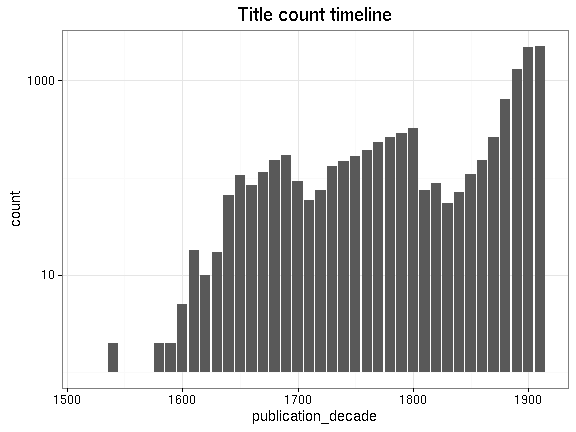 Title count timeline
1000
10
count
1500 1600 1700 1800 1900
publication_decade